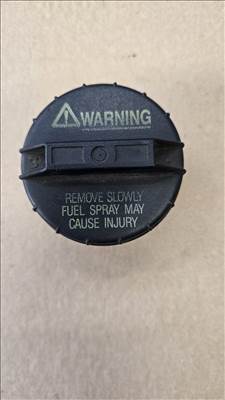 WARNING
REMOVE SLOWLY
FUEL SPRAY MAY
CAUSE INJURY